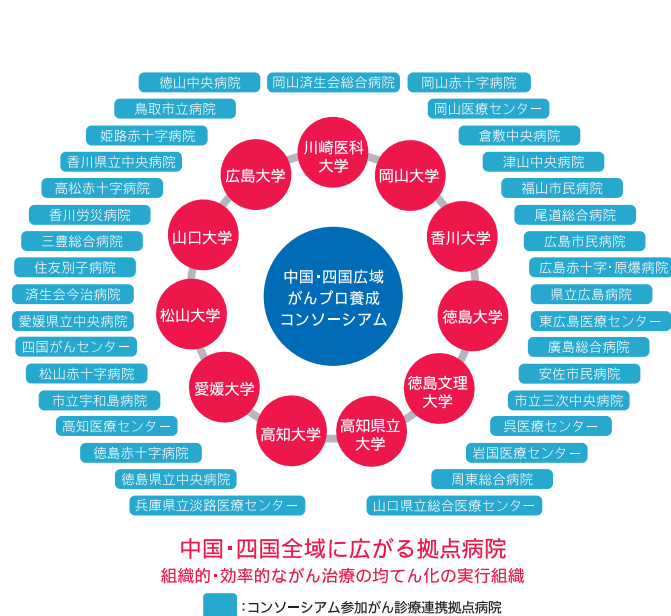 徳山中央病院
岡山済生会総合病院
岡山赤十字病院
鳥取市立病院
岡山医療センター
姫路赤十字病院
倉敷中央病院
香川県立中央病院
津山中央病院
高松赤十字病院
福山市民病院
香川労災病院
尾道総合病院
三豊総合病院
広島市民病院
住友別子病院
広島赤十字・原爆病院
済生会今治病院
県立広島病院
愛媛県立中央病院
東広島医療センター
四国がんセンター
廣島総合病院
松山赤十字病院
安佐市民病院
市立宇和島病院
市立三次中央病院
高知医療センター
呉医療センター
徳島赤十字病院
岩国医療センター
徳島県立中央病院
周東総合病院
兵庫県立淡路医療センター
山口県立総合医療センター
川崎医科
大学
岡山大学
香川大学
徳島大学
徳島文理
大学
高知県立
大学
高知大学
愛媛大学
松山大学
山口大学
広島大学
中国・四国広域
がんプロ養成
コンソーシアム
中国・四国全域に広がる拠点病院
組織的・効率的ながん治療の均てん化の実行組織
：コンソーシアム参加がん診療連携拠点病院